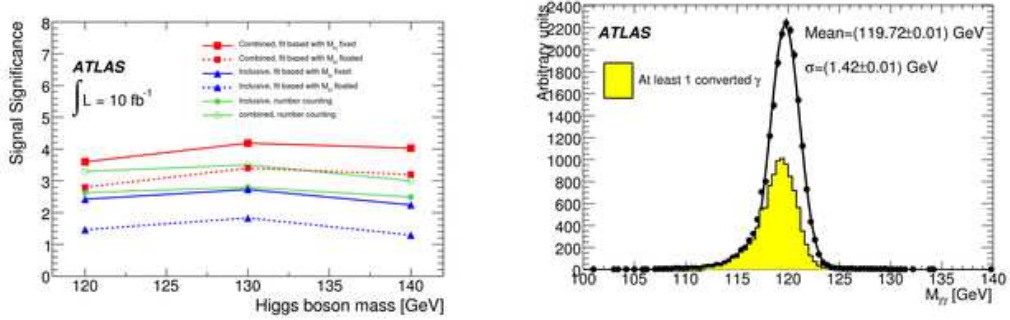 Signal Significance
8
7
6
5
4
3
2
1
0
ATLAS
∫L = 10 fb⁻¹
Combined, fit based with M_H fixed
Combined, fit based with M_H floated
Inclusive, fit based with M_H fixed
Inclusive, fit based with M_H floated
Inclusive, number counting
combined, number counting
120 125 130 135 140
Higgs boson mass [GeV]
Arbitrary units
2400
2200
2000
1800
1600
1400
1200
1000
800
600
400
200
0
ATLAS
At least 1 converted γ
Mean=(119.72±0.01) GeV
σ=(1.42±0.01) GeV
100 105 110 115 120 125 130 135 140
M_γγ [GeV]